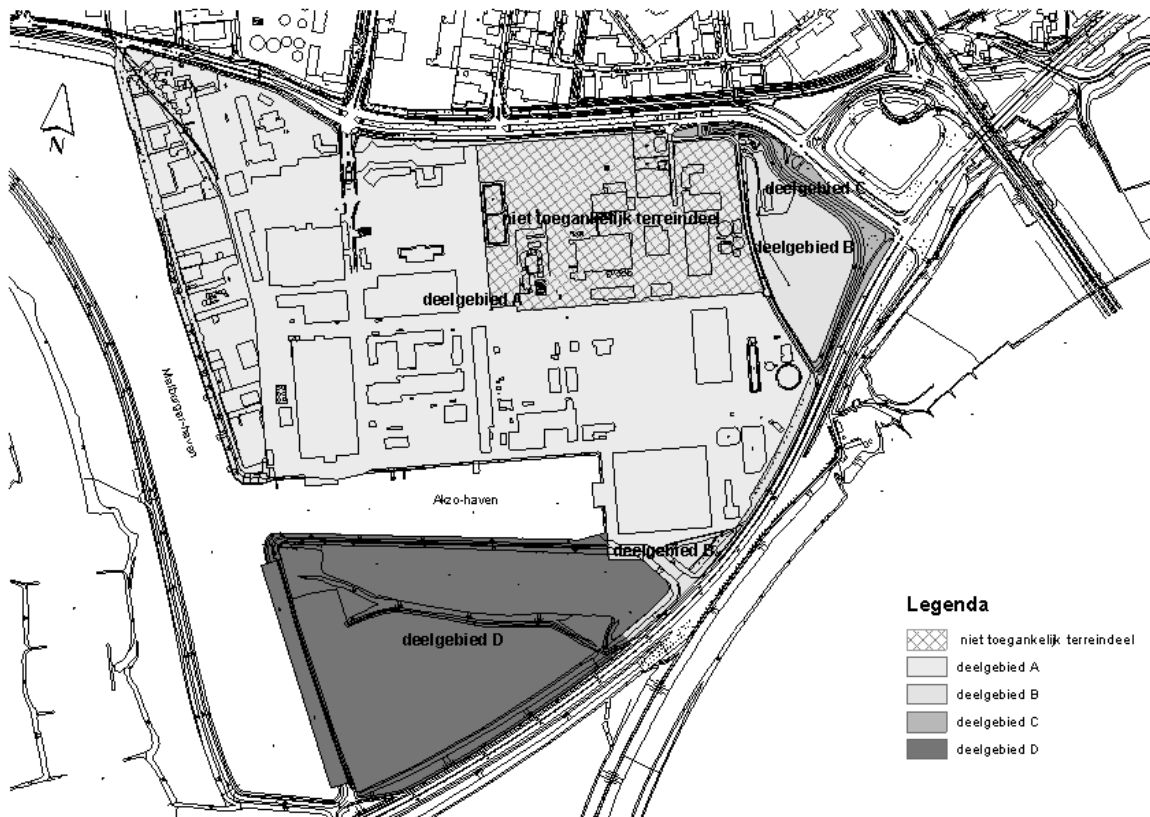 N
deelgebied C
niet toegankelijk terreindeel
deelgebied B
deelgebied A
Malburger-haven
Akzo-haven
deelgebied B
deelgebied D
Legenda
niet toegankelijk terreindeel
deelgebied A
deelgebied B
deelgebied C
deelgebied D